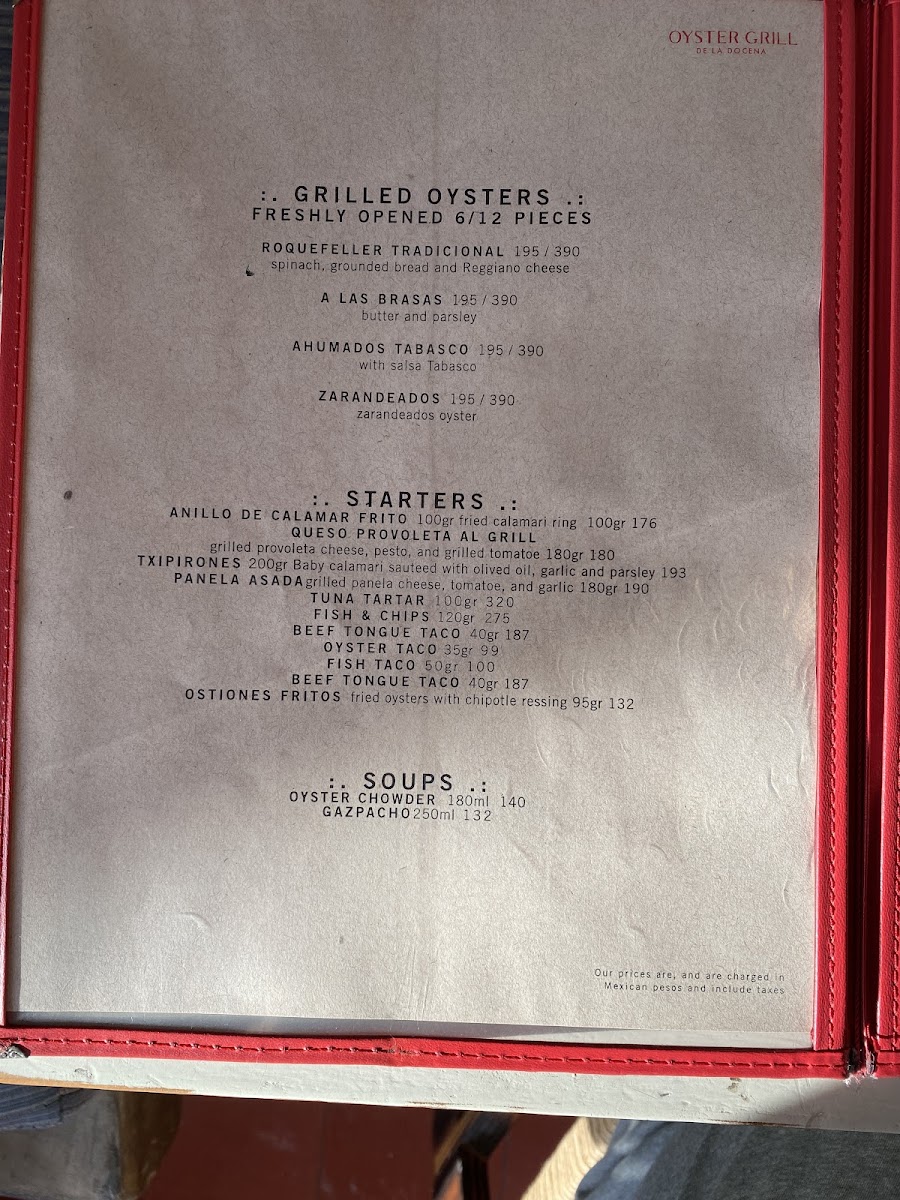 OYSTER GRILL
DE LA DOCENA
:. GRILLED OYSTERS .:
FRESHLY OPENED 6/12 PIECES
ROQUEFELLER TRADICIONAL 195 / 390
spinach, grounded bread and Reggiano cheese
A LAS BRASAS 195 / 390
butter and parsley
AHUMADOS TABASCO 195 / 390
with salsa Tabasco
ZARANDEADOS 195 / 390
zarandeados oyster
:. STARTERS .:
ANILLO DE CALAMAR FRITO 100gr fried calamari ring 100gr 176
QUESO PROVOLETA AL GRILL
grilled provoleta cheese, pesto, and grilled tomatoe 180gr 180
TXIPIRONES 200gr Baby calamari sauteed with olived oil, garlic and parsley 193
PANELA ASADA grilled panela cheese, tomatoe, and garlic 180gr 190
TUNA TARTAR 100gr 320
FISH & CHIPS 120gr 275
BEEF TONGUE TACO 40gr 187
OYSTER TACO 35gr 99
FISH TACO 50gr 100
BEEF TONGUE TACO 40gr 187
OSTIONES FRITOS fried oysters with chipotle ressing 95gr 132
:. SOUPS .:
OYSTER CHOWDER 180ml 140
GAZPACHO 250ml 132
Our prices are, and are charged in
Mexican pesos and include taxes